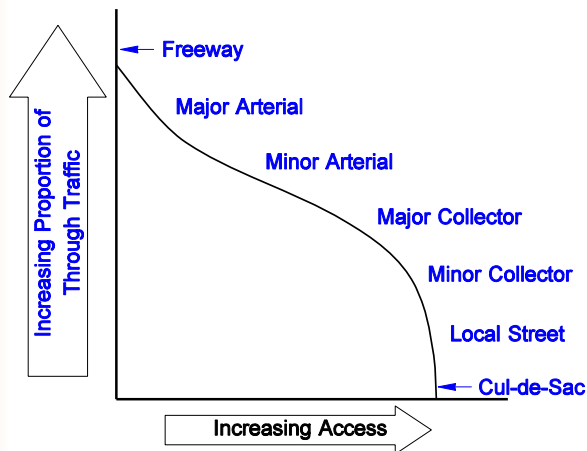 Freeway
Major Arterial
Minor Arterial
Major Collector
Minor Collector
Local Street
Cul-de-Sac
Increasing Proportion of
Through Traffic
Increasing Access